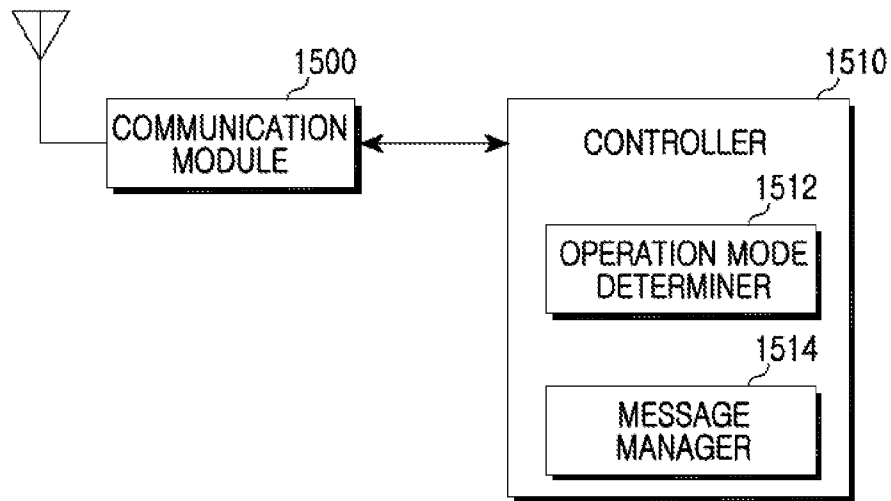 1500
COMMUNICATION
MODULE
1510
CONTROLLER
1512
OPERATION MODE
DETERMINER
1514
MESSAGE
MANAGER